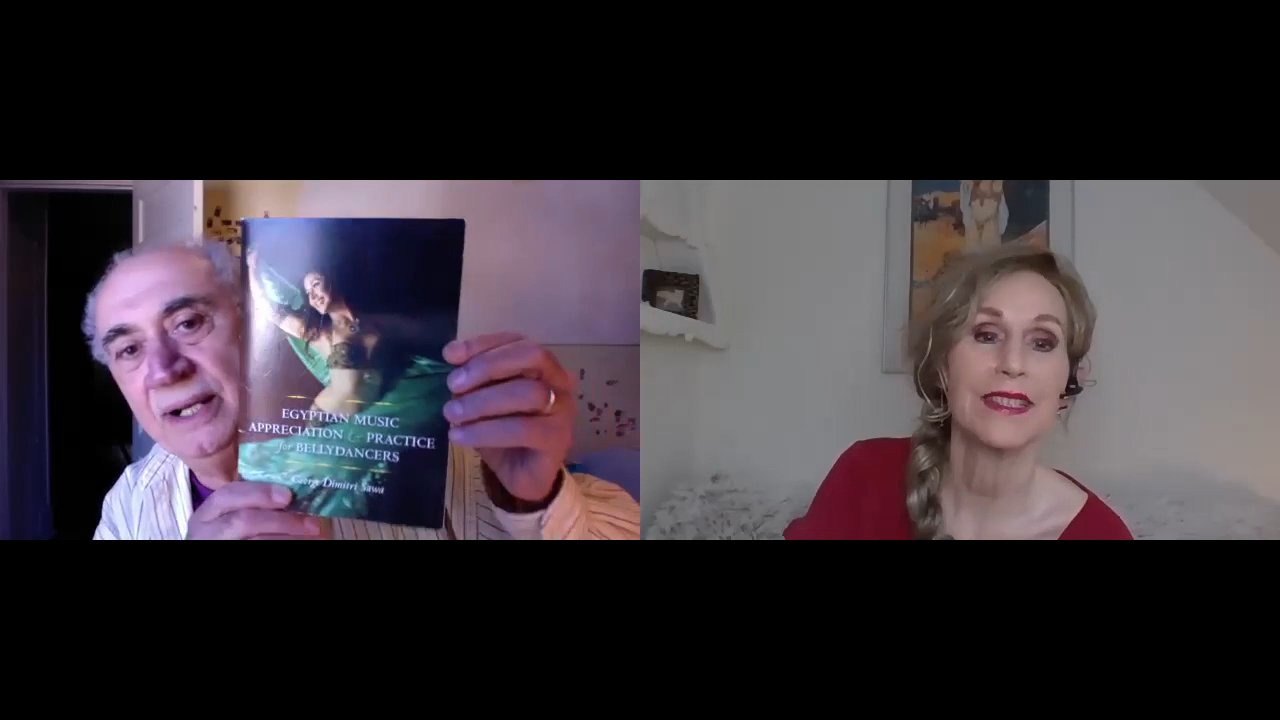 EGYPTIAN MUSIC
APPRECIATION & PRACTICE
for BELLYDANCERS
George Dimitri Sawa